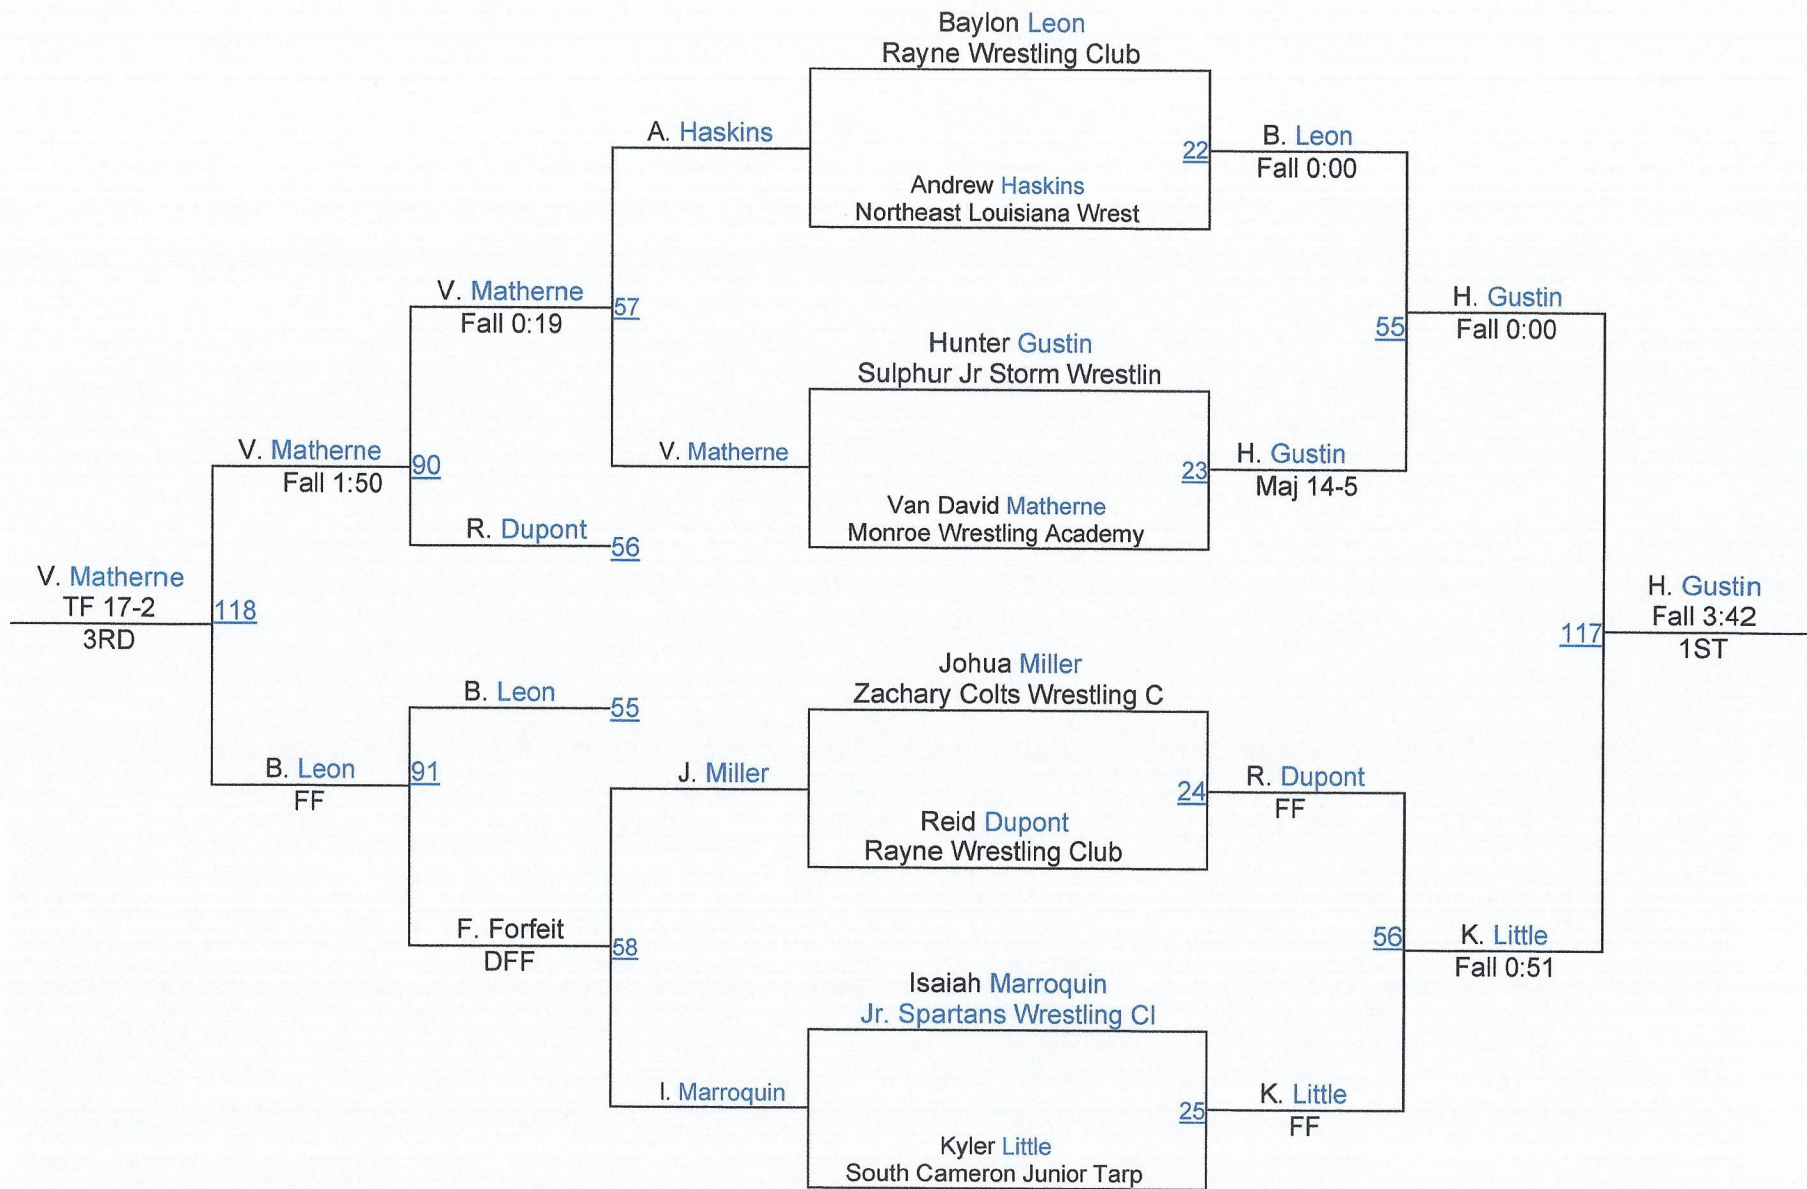 Baylon Leon
Rayne Wrestling Club
A. Haskins
22
B. Leon
Fall 0:00
Andrew Haskins
Northeast Louisiana Wrest
V. Matherne
Fall 0:19
57
H. Gustin
Fall 0:00
55
Hunter Gustin
Sulphur Jr Storm Wrestlin
V. Matherne
Fall 1:50
90
V. Matherne
23
H. Gustin
Maj 14-5
Van David Matherne
Monroe Wrestling Academy
R. Dupont
56
V. Matherne
TF 17-2
3RD
118
H. Gustin
Fall 3:42
1ST
117
Johua Miller
Zachary Colts Wrestling C
B. Leon
55
B. Leon
FF
91
J. Miller
24
R. Dupont
FF
Reid Dupont
Rayne Wrestling Club
F. Forfeit
DFF
58
56
K. Little
Fall 0:51
Isaiah Marroquin
Jr. Spartans Wrestling Cl
I. Marroquin
25
K. Little
FF
Kyler Little
South Cameron Junior Tarp